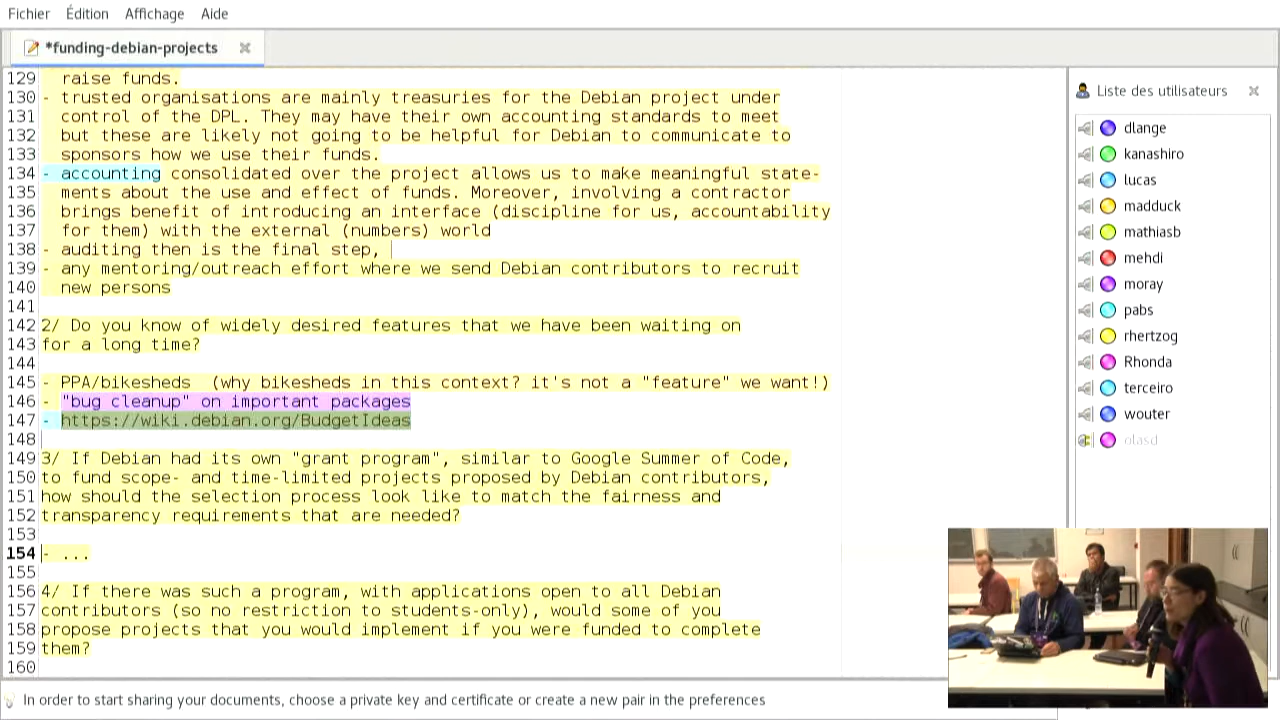 Fichier Édition Affichage Aide
*funding-debian-projects
129 raise funds.
130 - trusted organisations are mainly treasuries for the Debian project under
131 control of the DPL. They may have their own accounting standards to meet
132 but these are likely not going to be helpful for Debian to communicate to
133 sponsors how we use their funds.
134 - accounting consolidated over the project allows us to make meaningful state-
135 ments about the use and effect of funds. Moreover, involving a contractor
136 brings benefit of introducing an interface (discipline for us, accountability
137 for them) with the external (numbers) world
138 - auditing then is the final step,
139 - any mentoring/outreach effort where we send Debian contributors to recruit
140 new persons
141
142 2/ Do you know of widely desired features that we have been waiting on
143 for a long time?
144
145 - PPA/bikesheds (why bikesheds in this context? it's not a "feature" we want!)
146 - "bug cleanup" on important packages
147 - https://wiki.debian.org/BudgetIdeas
148
149 3/ If Debian had its own "grant program", similar to Google Summer of Code,
150 to fund scope- and time-limited projects proposed by Debian contributors,
151 how should the selection process look like to match the fairness and
152 transparency requirements that are needed?
153
154 - ...
155
156 4/ If there was such a program, with applications open to all Debian
157 contributors (so no restriction to students-only), would some of you
158 propose projects that you would implement if you were funded to complete
159 them?
160
Liste des utilisateurs
dlange
kanashiro
lucas
madduck
mathiasb
mehdi
moray
pabs
rhertzog
Rhonda
terceiro
wouter
olasd
In order to start sharing your documents, choose a private key and certificate or create a new pair in the preferences